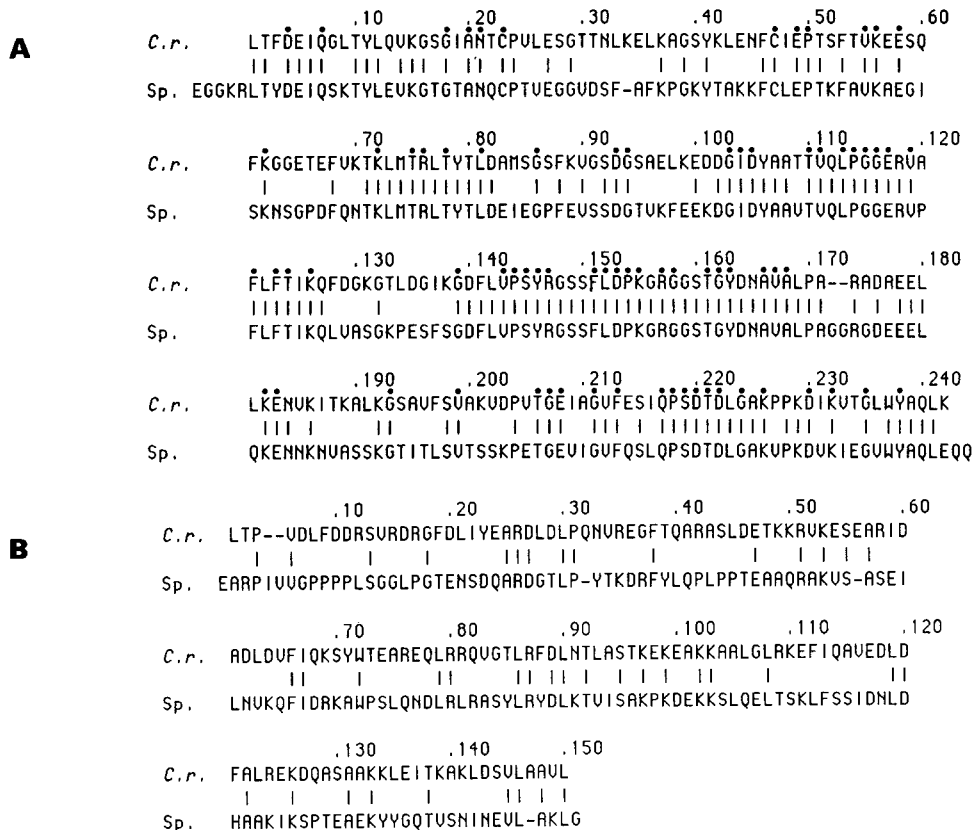 A
.10 .20 .30 .40 .50 .60
C.r. LTFDEIQGLTYLQVKGSGIANTCPVLESGTTNLKELKAGSYKLENFCIEPTSFTVKEESQ
Sp. EGGKRLTYDEIQSKTYLEVKGTGTANQCPTVEGGVDSF-AFKPGKYTAKKFCLEPTKFAVKAEGI
.70 .80 .90 .100 .110 .120
C.r. FKGGETEFVKTKLMTRLTYTLDAMSGSFKVGSDGSAELKEDDGIDYAATTVQLPGGERVA
Sp. SKNSGPDFQNTKLMTRLTYTLDEIEGPFEVSSDGTVKFEEKDGIDYAAVTVQLPGGERVP
.130 .140 .150 .160 .170 .180
C.r. FLFTIKQFDGKGTLDGIKGDFLVPSYRGSSFLDPKGRGGSTGYDNAVALPA--RADAEEL
Sp. FLFTIKQLVASGKPESFSGDFLVPSYRGSSFLDPKGRGGSTGYDNAVALPAGGRGDEEEL
.190 .200 .210 .220 .230 .240
C.r. LKENVKITKALKGSAVFSVAKVDPVTGEIAGVFESIQPSDTDLGAKPPKDIKVTGLWYAQLK
Sp. QKENNKNVASSKGTITLSVTSSKPETGEVIGVFQSLQPSDTDLGAKVPKDVKIEGVWYAQLEQQ
B
.10 .20 .30 .40 .50 .60
C.r. LTP--VDLFDDRSVRDRGFDLIYEARDLDLPQNVREGFTQARASLDETKKRVKESEARID
Sp. EARPIVVGPPPPLSGGLPGTENSDQARDGTLP-YTKDRFYLQPLPPTEAAQRAKVS-ASEI
.70 .80 .90 .100 .110 .120
C.r. ADLDVFIQKSYWTEAREQLRRQVGTLRFDLNTLASTKEKEAKKAALGLRKEFIQAVEDLD
Sp. LNVKQFIDRKAWPSLQNDLRLRASYLRYDLKTVISAKPKDEKKSLQELTSKLFSSIDNLD
.130 .140 .150
C.r. FALREKDQASAAKKLEITKAKLDSVLAAVL
Sp. HAAKIKSPTEAEKYYGQTVSNINEVL-AKLG